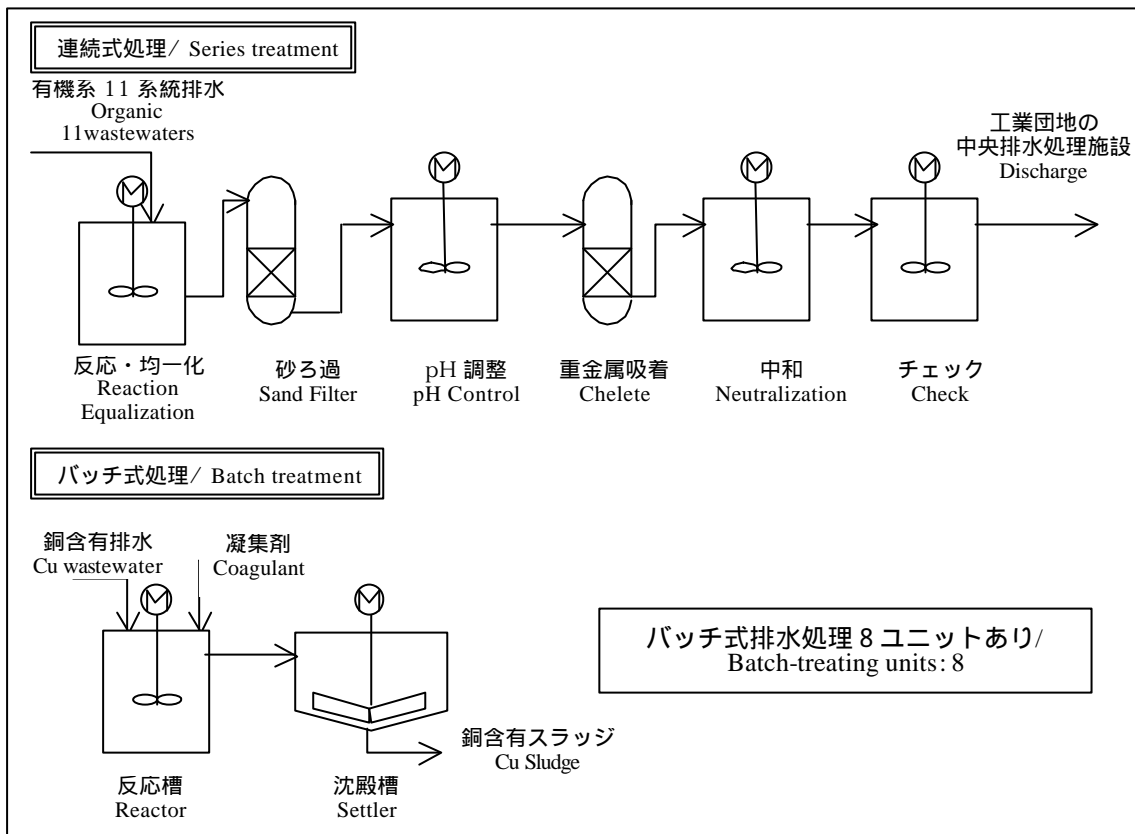 連続式処理/ Series treatment
有機系 11 系統排水
Organic
11wastewaters
工業団地の
中央排水処理施設
Discharge
M
M
M
M
反応・均一化
Reaction
Equalization
砂ろ過
Sand Filter
pH 調整
pH Control
重金属吸着
Chelete
中和
Neutralization
チェック
Check
バッチ式処理/ Batch treatment
銅含有排水
Cu wastewater
凝集剤
Coagulant
M
M
バッチ式排水処理 8 ユニットあり/
Batch-treating units: 8
銅含有スラッジ
Cu Sludge
反応槽
Reactor
沈殿槽
Settler